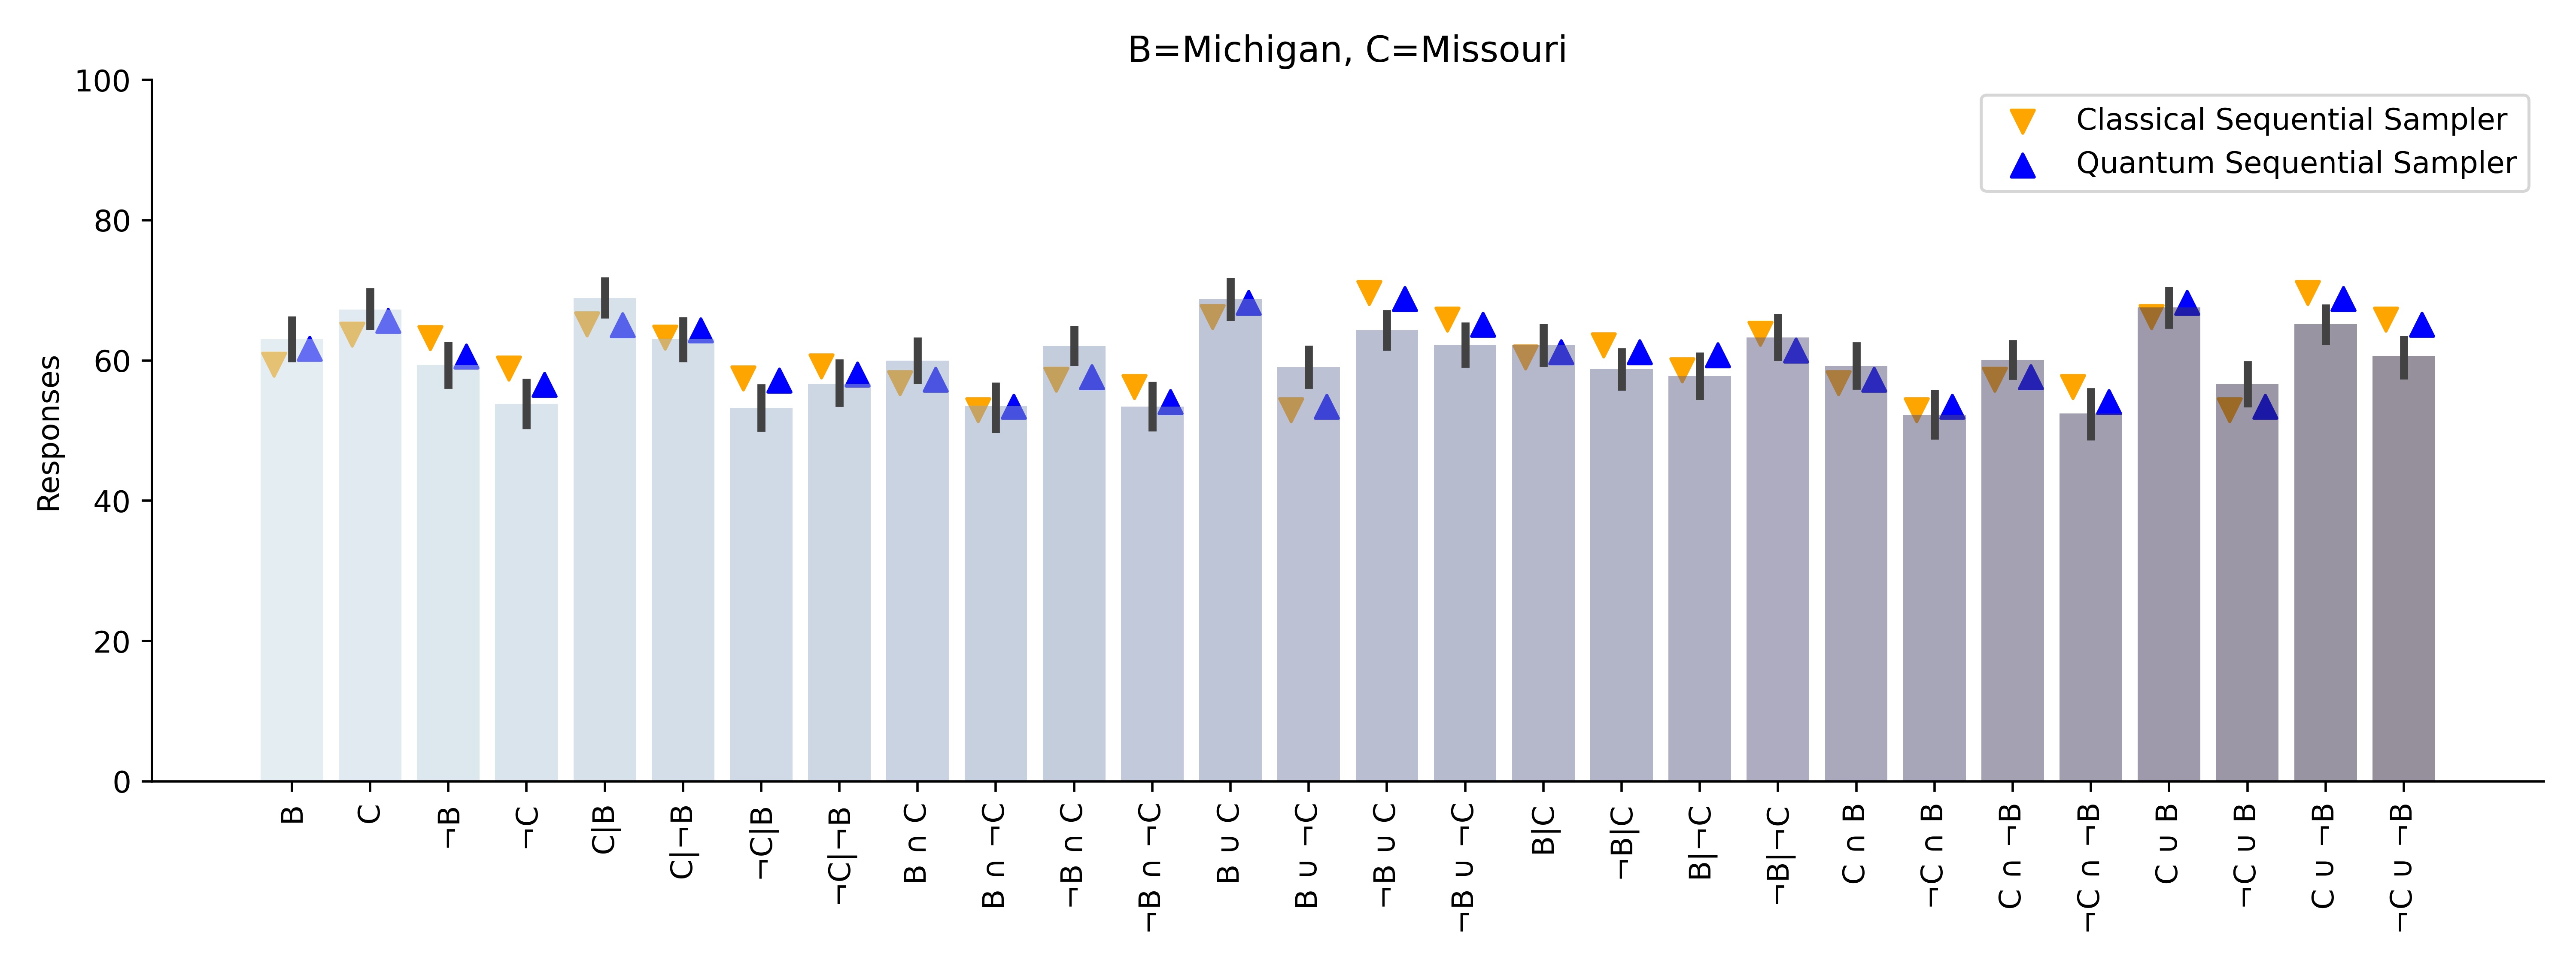 B=Michigan, C=Missouri
Classical Sequential Sampler
Quantum Sequential Sampler
Responses
100
80
60
40
20
0
B
C
¬B
¬C
C|B
C|¬B
¬C|B
¬C|¬B
B ∩ C
B ∩ ¬C
¬B ∩ C
¬B ∩ ¬C
B ∪ C
B ∪ ¬C
¬B ∪ C
¬B ∪ ¬C
B|C
¬B|C
B|¬C
¬B|¬C
C ∩ B
¬C ∩ B
C ∩ ¬B
¬C ∩ ¬B
C ∪ B
¬C ∪ B
C ∪ ¬B
¬C ∪ ¬B